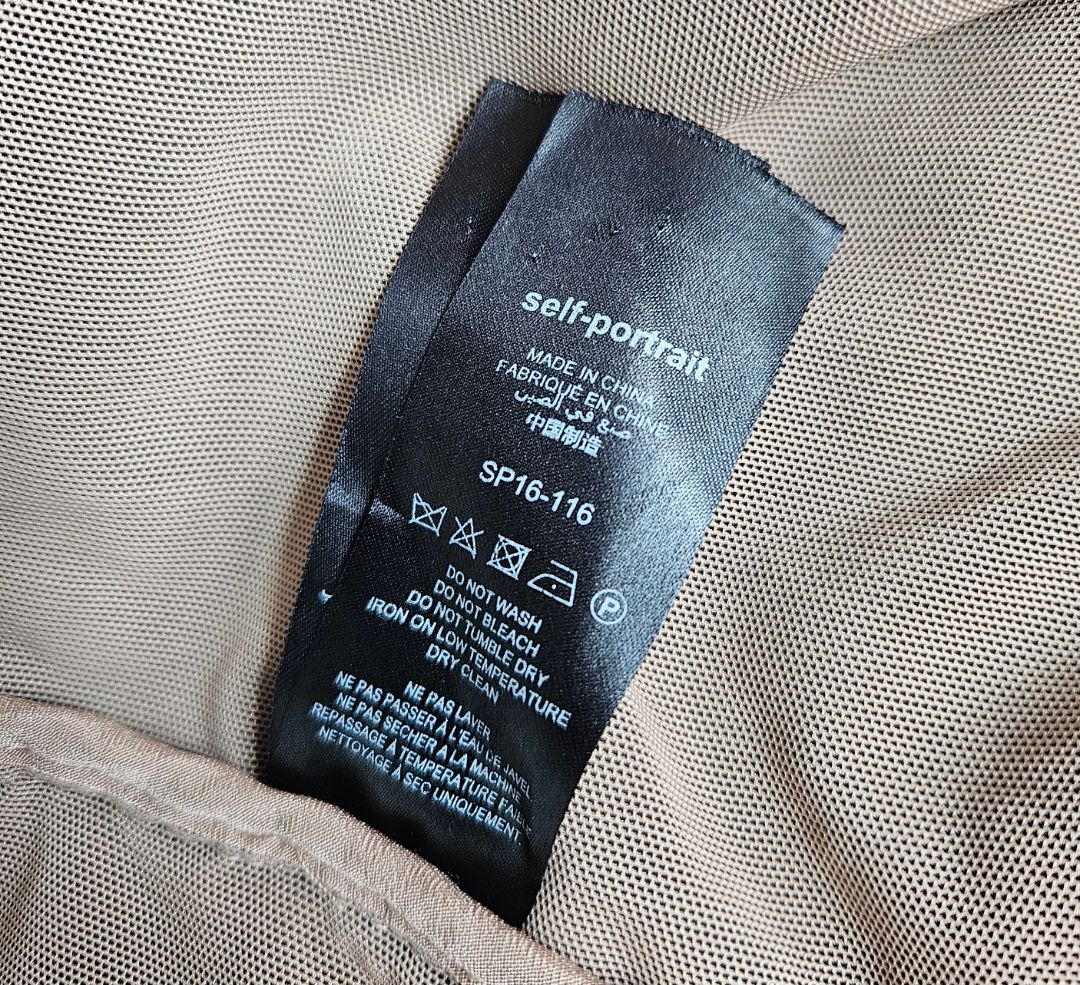 self-portrait
MADE IN CHINA
FABRIQUE EN CHINE
صنع في الصين
中国制造
SP16-116
P
DO NOT WASH
DO NOT BLEACH
DO NOT TUMBLE DRY
IRON ON LOW TEMPERATURE
DRY CLEAN
NE PAS LAVER
NE PAS PASSER À L'EAU DE JAVEL
NE PAS SÉCHER À LA MACHINE
REPASSAGE À TEMPERATURE FAIBLE
NETTOYAGE À SEC UNIQUEMENT.